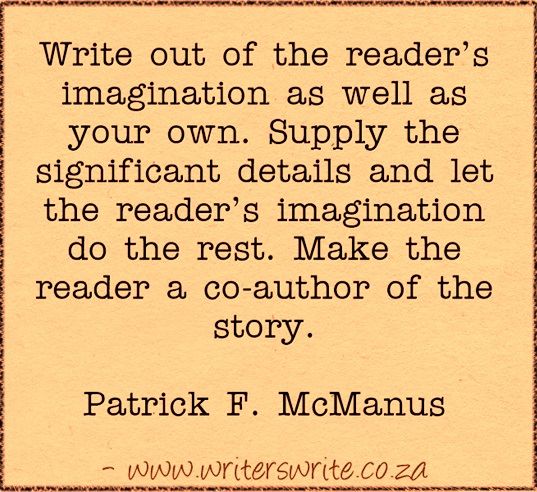 Write out of the reader's
imagination as well as
your own. Supply the
significant details and let
the reader's imagination
do the rest. Make the
reader a co-author of the
story.
Patrick F. McManus
- www.writerswrite.co.za